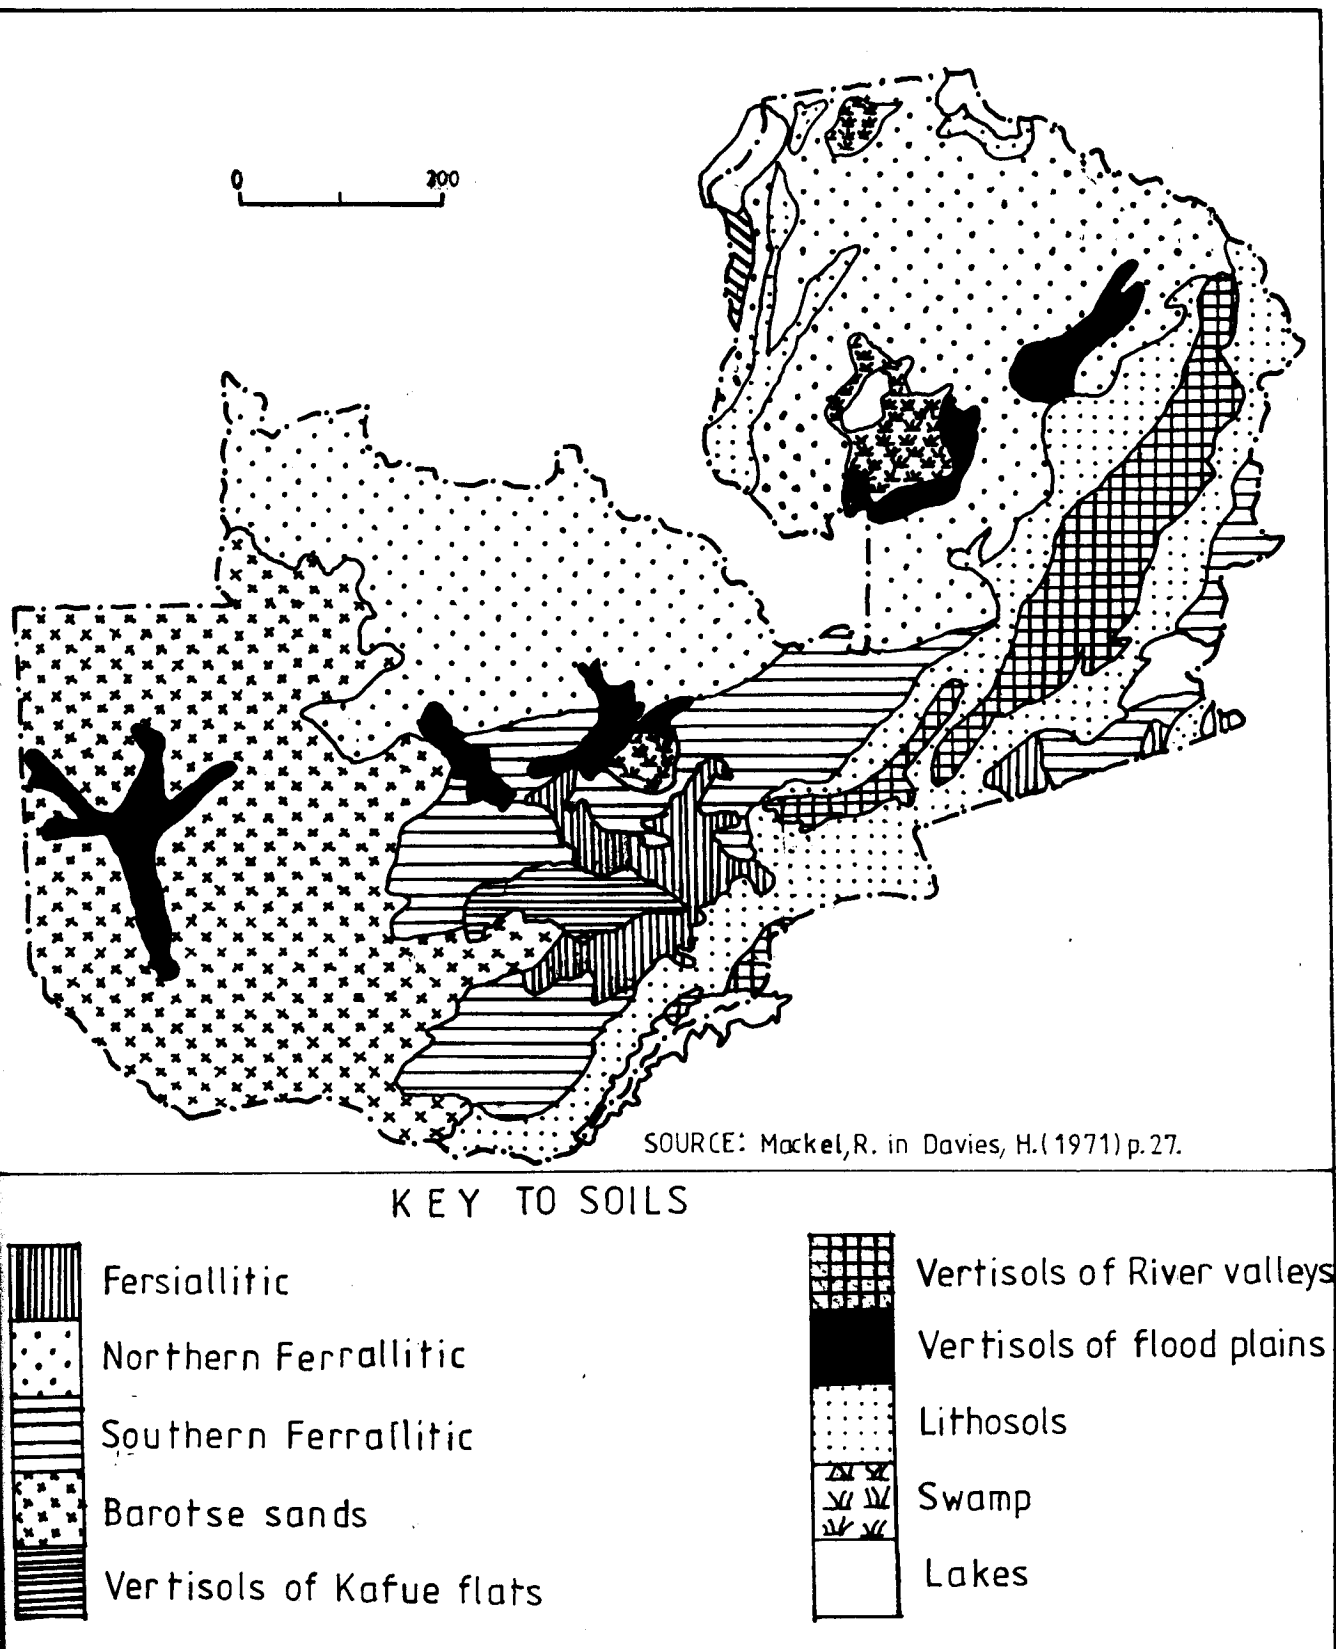 0 200
SOURCE: Mackel, R. in Davies, H. (1971) p. 27.
KEY TO SOILS
Fersiallitic
Northern Ferrallitic
Southern Ferrallitic
Barotse sands
Vertisols of Kafue flats
Vertisols of River valleys
Vertisols of flood plains
Lithosols
Swamp
Lakes